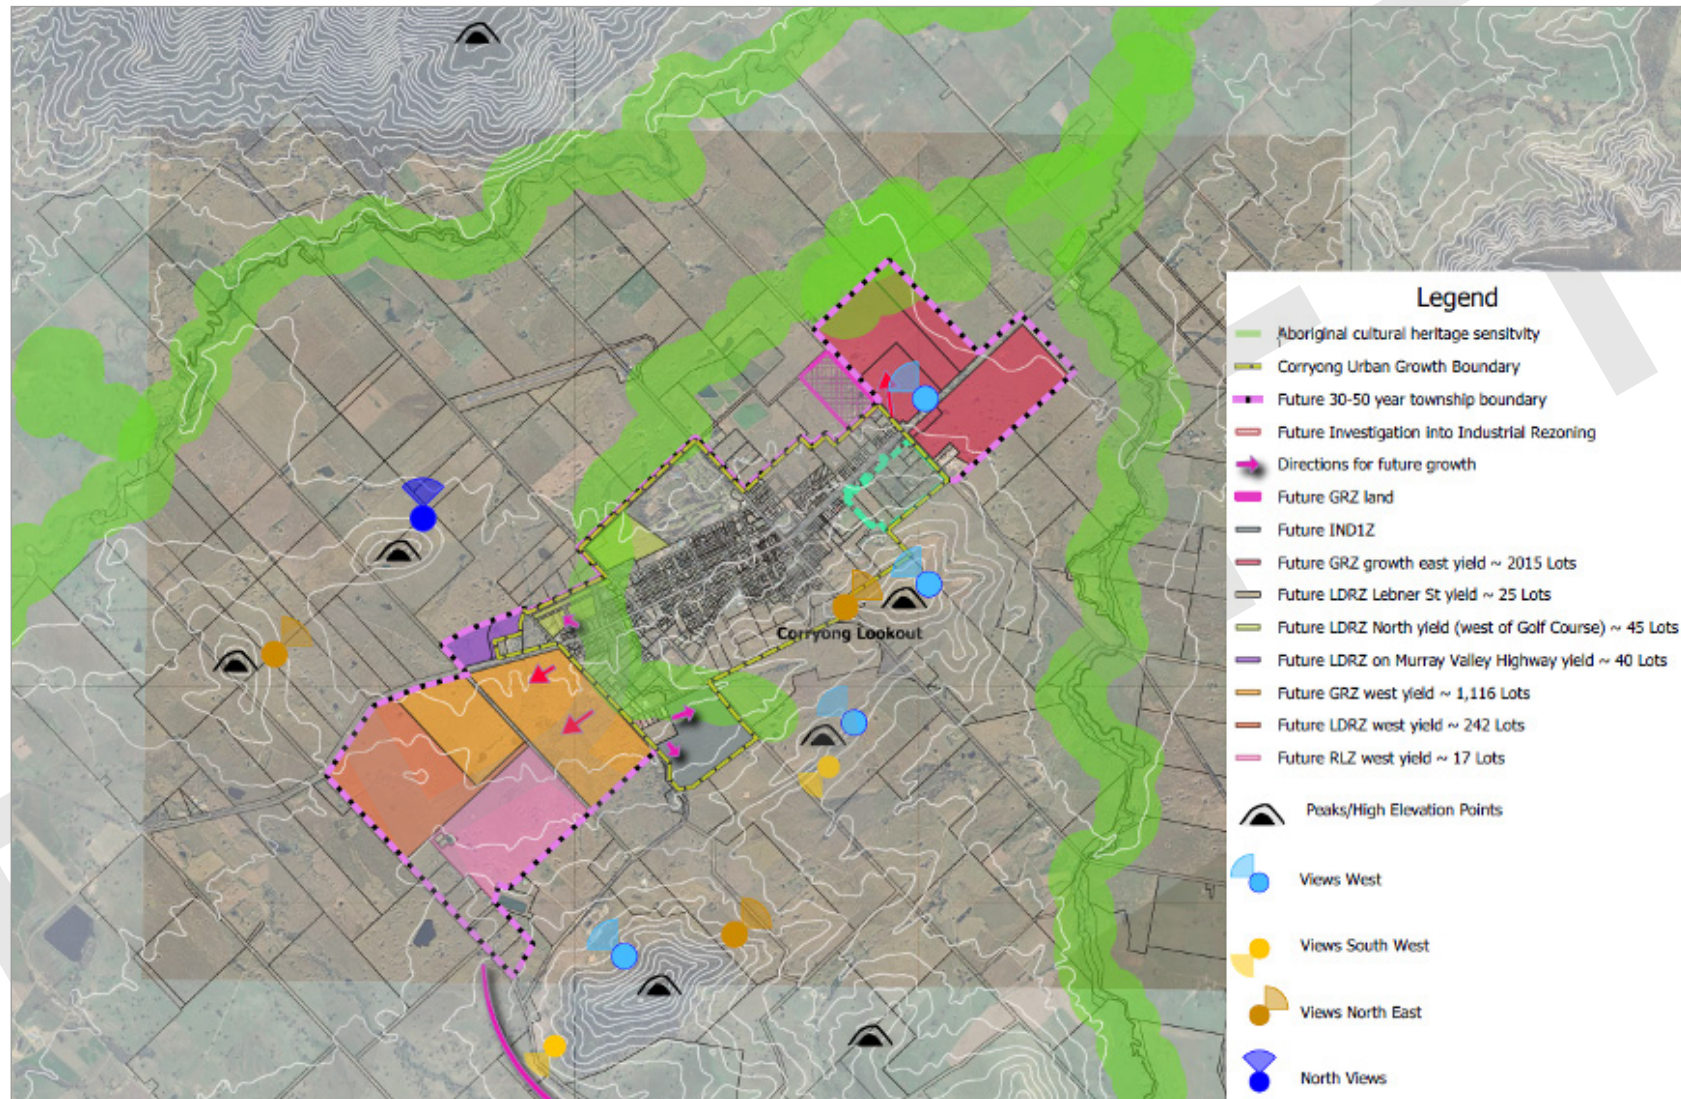 Corryong Lookout
Legend
Aboriginal cultural heritage sensitvity
Corryong Urban Growth Boundary
Future 30-50 year township boundary
Future Investigation into Industrial Rezoning
Directions for future growth
Future GRZ land
Future IND1Z
Future GRZ growth east yield ~ 2015 Lots
Future LDRZ Lebner St yield ~ 25 Lots
Future LDRZ North yield (west of Golf Course) ~ 45 Lots
Future LDRZ on Murray Valley Highway yield ~ 40 Lots
Future GRZ west yield ~ 1,116 Lots
Future LDRZ west yield ~ 242 Lots
Future RLZ west yield ~ 17 Lots
Peaks/High Elevation Points
Views West
Views South West
Views North East
North Views